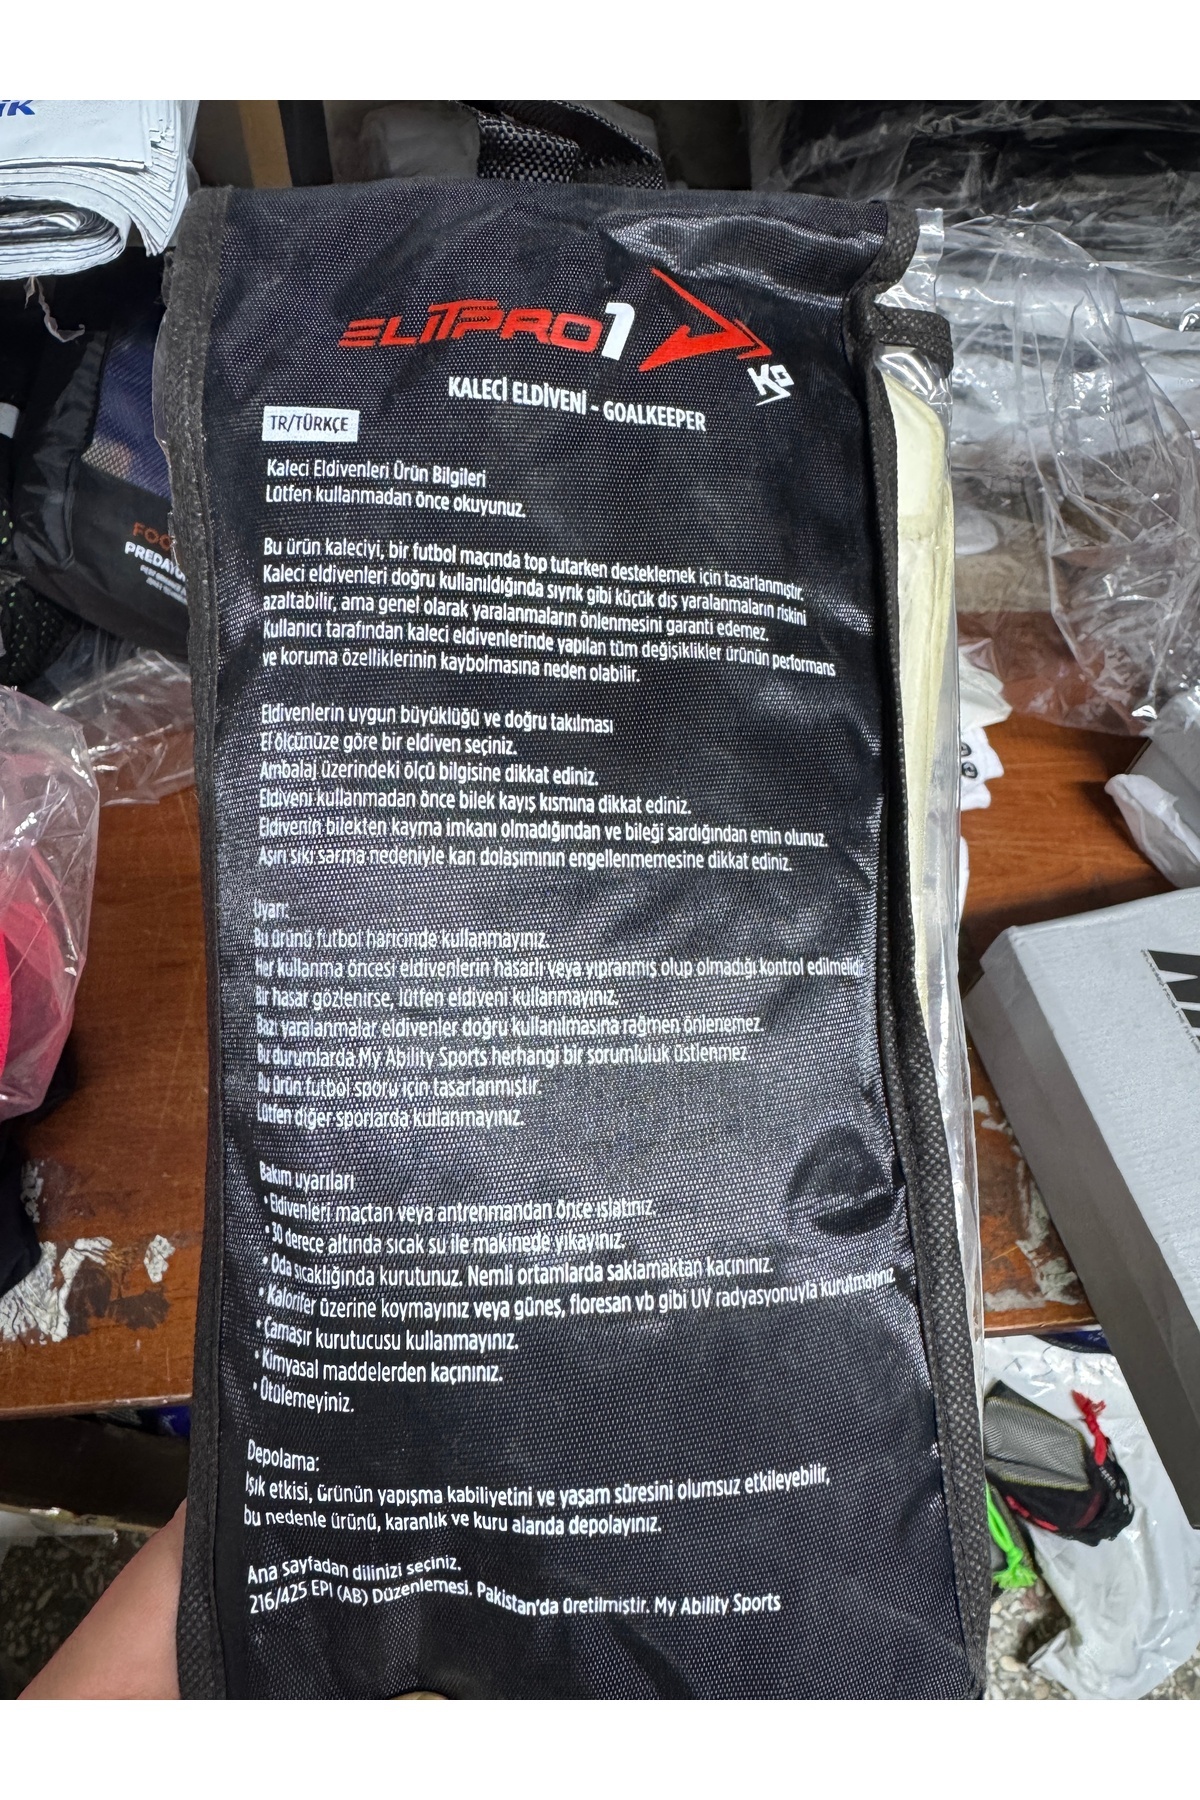 ELITPRO1
K9
KALECİ ELDİVENİ - GOALKEEPER
TR/TÜRKÇE
Kaleci Eldivenleri Ürün Bilgileri
Lütfen kullanmadan önce okuyunuz.
Bu ürün kaleciyi, bir futbol maçında top tutarken desteklemek için tasarlanmıştır.
Kaleci eldivenleri doğru kullanıldığında sıyrık gibi küçük dış yaralanmaların riskini
azaltabilir, ama genel olarak yaralanmaların önlenmesini garanti edemez.
Kullanıcı tarafından kaleci eldivenlerinde yapılan tüm değişiklikler ürünün performans
ve koruma özelliklerinin kaybolmasına neden olabilir.
Eldivenlerin uygun büyüklüğü ve doğru takılması
El ölçünüze göre bir eldiven seçiniz.
Ambalaj üzerindeki ölçü bilgisine dikkat ediniz.
Eldiveni kullanmadan önce bilek kayış kısmına dikkat ediniz.
Eldivenin bilekten kayma imkanı olmadığından ve bileği sardığından emin olunuz.
Aşırı sıkı sarma nedeniyle kan dolaşımının engellenmemesine dikkat ediniz.
Uyarı:
Bu ürünü futbol haricinde kullanmayınız.
Her kullanma öncesi eldivenlerin hasarlı veya yıpranmış olup olmadığı kontrol edilmelidir
Bir hasar gözlenirse, lütfen eldiveni kullanmayınız.
Bazı yaralanmalar eldivenler doğru kullanılmasına rağmen önlenemez.
Bu durumlarda My Ability Sports herhangi bir sorumluluk üstlenmez.
Bu ürün futbol sporu için tasarlanmıştır.
Lütfen diğer sporlarda kullanmayınız.
Bakım uyarıları
• Eldivenleri maçtan veya antrenmandan önce ıslatınız.
• 30 derece altında sıcak su ile makinede yıkayınız.
• Oda sıcaklığında kurutunuz. Nemli ortamlarda saklamaktan kaçınınız.
• Kalorifer üzerine koymayınız veya güneş, floresan vb gibi UV radyasyonuyla kurutmayınız.
• Çamaşır kurutucusu kullanmayınız.
• Kimyasal maddelerden kaçınınız.
• Ütülemeyiniz.
Depolama:
Işık etkisi, ürünün yapışma kabiliyetini ve yaşam süresini olumsuz etkileyebilir,
bu nedenle ürünü, karanlık ve kuru alanda depolayınız.
Ana sayfadan dilinizi seçiniz.
216/425 EPI (AB) Düzenlemesi. Pakistan'da üretilmiştir. My Ability Sports